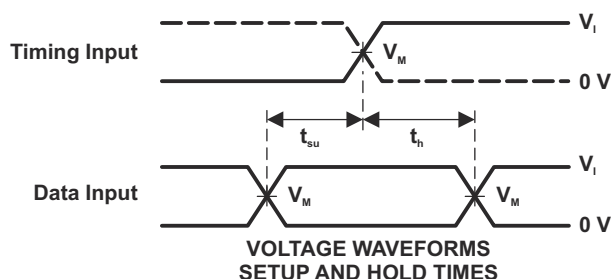 V_I
Timing Input
V_M
0 V
t_su
t_h
V_I
Data Input
V_M
V_M
0 V
VOLTAGE WAVEFORMS
SETUP AND HOLD TIMES